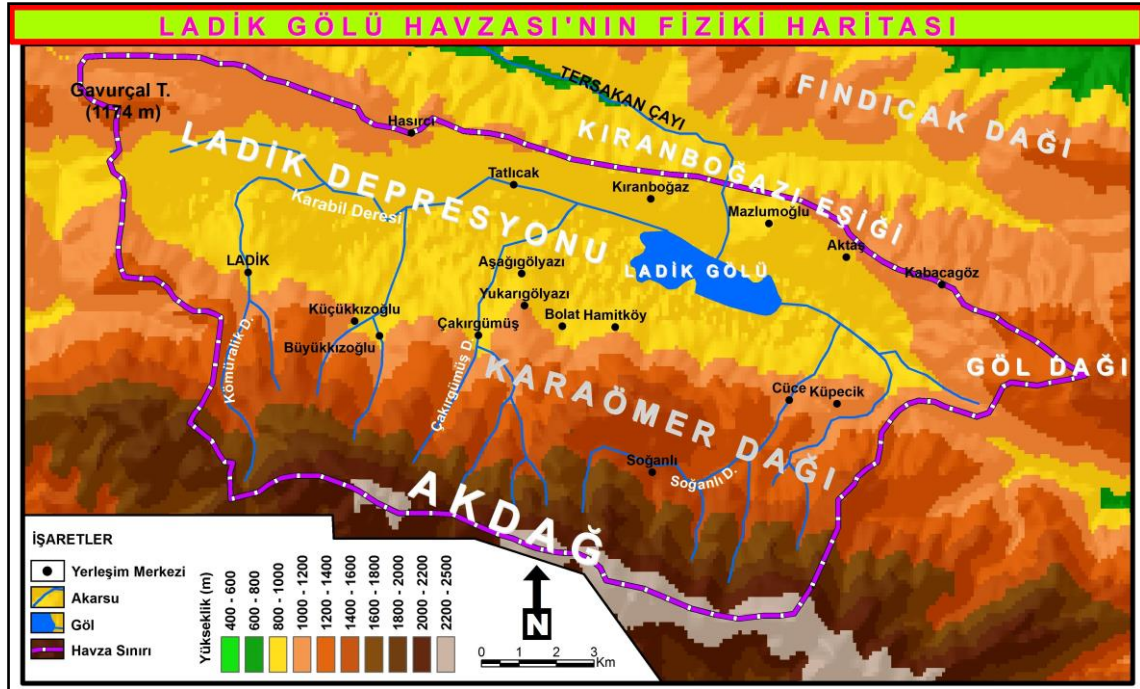 LADİK GÖLÜ HAVZASI'NIN FİZİKİ HARİTASI
Gavurçal T.
(1174 m)
Hasırcı
TERSAKAN ÇAYI
FINDICAK DAĞI
KIRANBOĞAZI EŞİĞİ
LADİK DEPRESYONU
Tatlıcak
Kıranboğaz
Mazlumoğlu
Karabil Deresi
Aktaş
Kabacagöz
LADİK
Aşağıgölyazı
LADİK GÖLÜ
Yukarıgölyazı
Küçükkızoğlu
Bolat
Hamitköy
Çakırgümüş
Büyükkızoğlu
Kömüralik D.
Çakırgümüş D.
GÖL DAĞI
KARAÖMER DAĞI
Cüce
Küpecik
Soğanlı
Soğanlı D.
AKDAĞ
İŞARETLER
Yerleşim Merkezi
Akarsu
Göl
Havza Sınırı
Yükseklik (m)
400 - 600
600 - 800
800 - 1000
1000 - 1200
1200 - 1400
1400 - 1600
1600 - 1800
1800 - 2000
2000 - 2200
2200 - 2500
N
0 1 2 3
Km